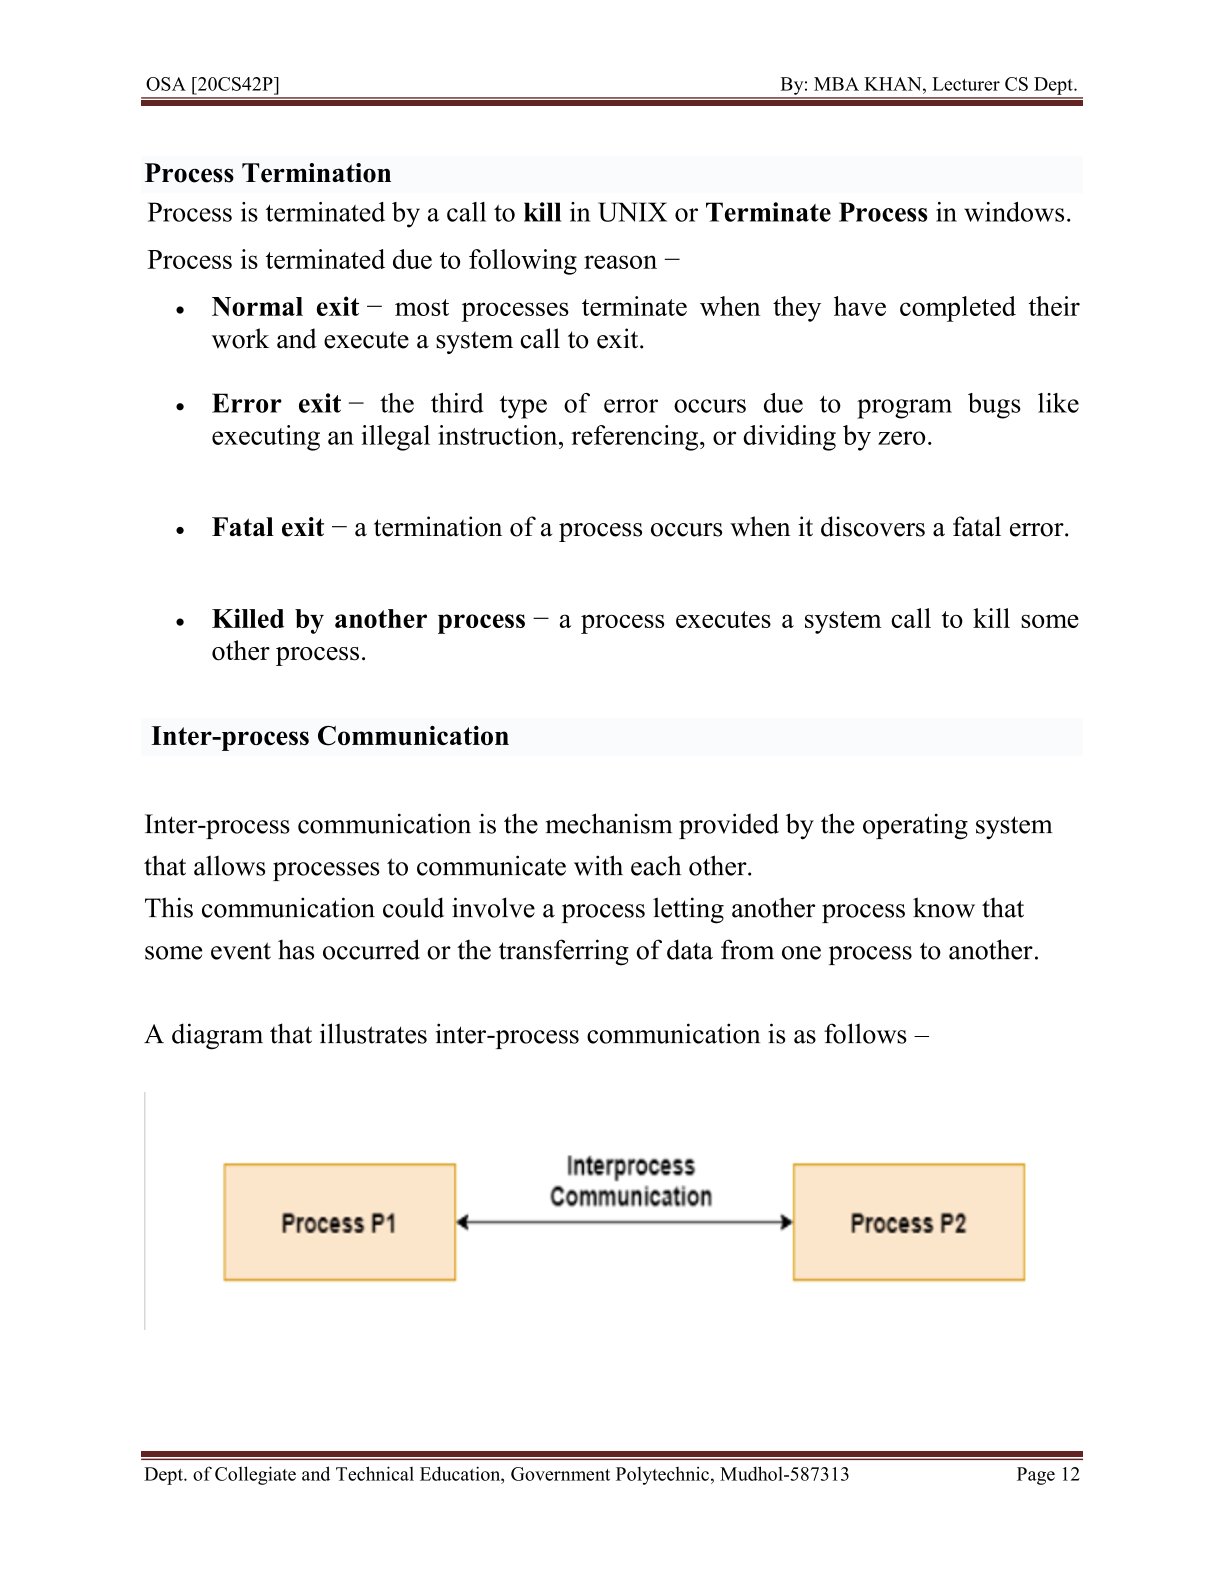 OSA [20CS42P] By: MBA KHAN, Lecturer CS Dept.
Process Termination
Process is terminated by a call to kill in UNIX or Terminate Process in windows.
Process is terminated due to following reason −
• Normal exit − most processes terminate when they have completed their
work and execute a system call to exit.
• Error exit − the third type of error occurs due to program bugs like
executing an illegal instruction, referencing, or dividing by zero.
• Fatal exit − a termination of a process occurs when it discovers a fatal error.
• Killed by another process − a process executes a system call to kill some
other process.
Inter-process Communication
Inter-process communication is the mechanism provided by the operating system
that allows processes to communicate with each other.
This communication could involve a process letting another process know that
some event has occurred or the transferring of data from one process to another.
A diagram that illustrates inter-process communication is as follows –
Interprocess
Communication
Process P1 Process P2
Dept. of Collegiate and Technical Education, Government Polytechnic, Mudhol-587313 Page 12